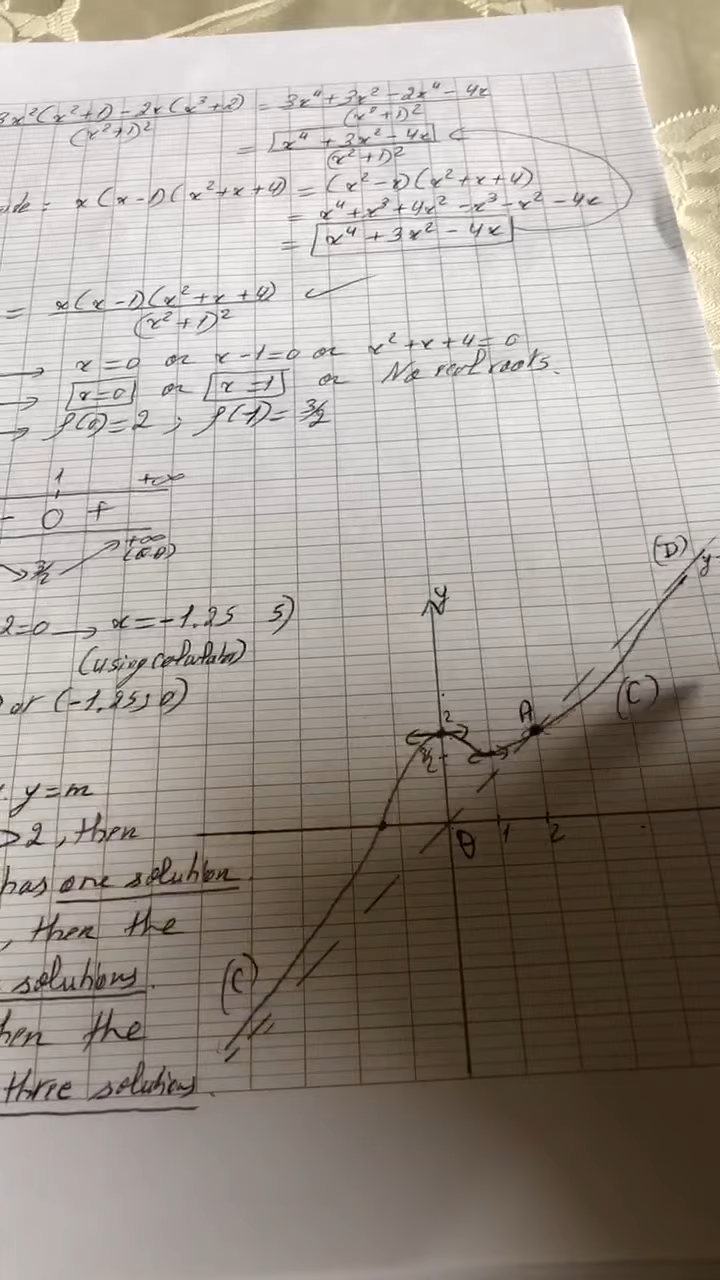 3x²(x²+1) - 2x(x³+2) / (x²+1)² = 3x⁴ + 3x² - 2x⁴ - 4x / (x²+1)²
= x⁴ + 3x² - 4x / (x²+1)²
x(x-1)(x²+x+4) = (x²-x)(x²+x+4)
= x⁴+x³+4x²-x³-x²-4x
= x⁴ + 3x² - 4x
= x(x-1)(x²+x+4) / (x²+1)² ✓
→ x=0 or x-1=0 or x²+x+4=0
→ x=0 or x=1 or No real roots.
→ f(0)=2 ; f(1)= 3/2
1 +∞
- 0 +
3/2 +∞
2=0 → x=-1.25 5)
(using calculator)
or (-1.25; 0)
y=m
>2, then
has one solution.
, then the
solutions.
hen the
three solutions.
y
(D)
y=
(C)
2
A
3/2
O 1 2
(C)